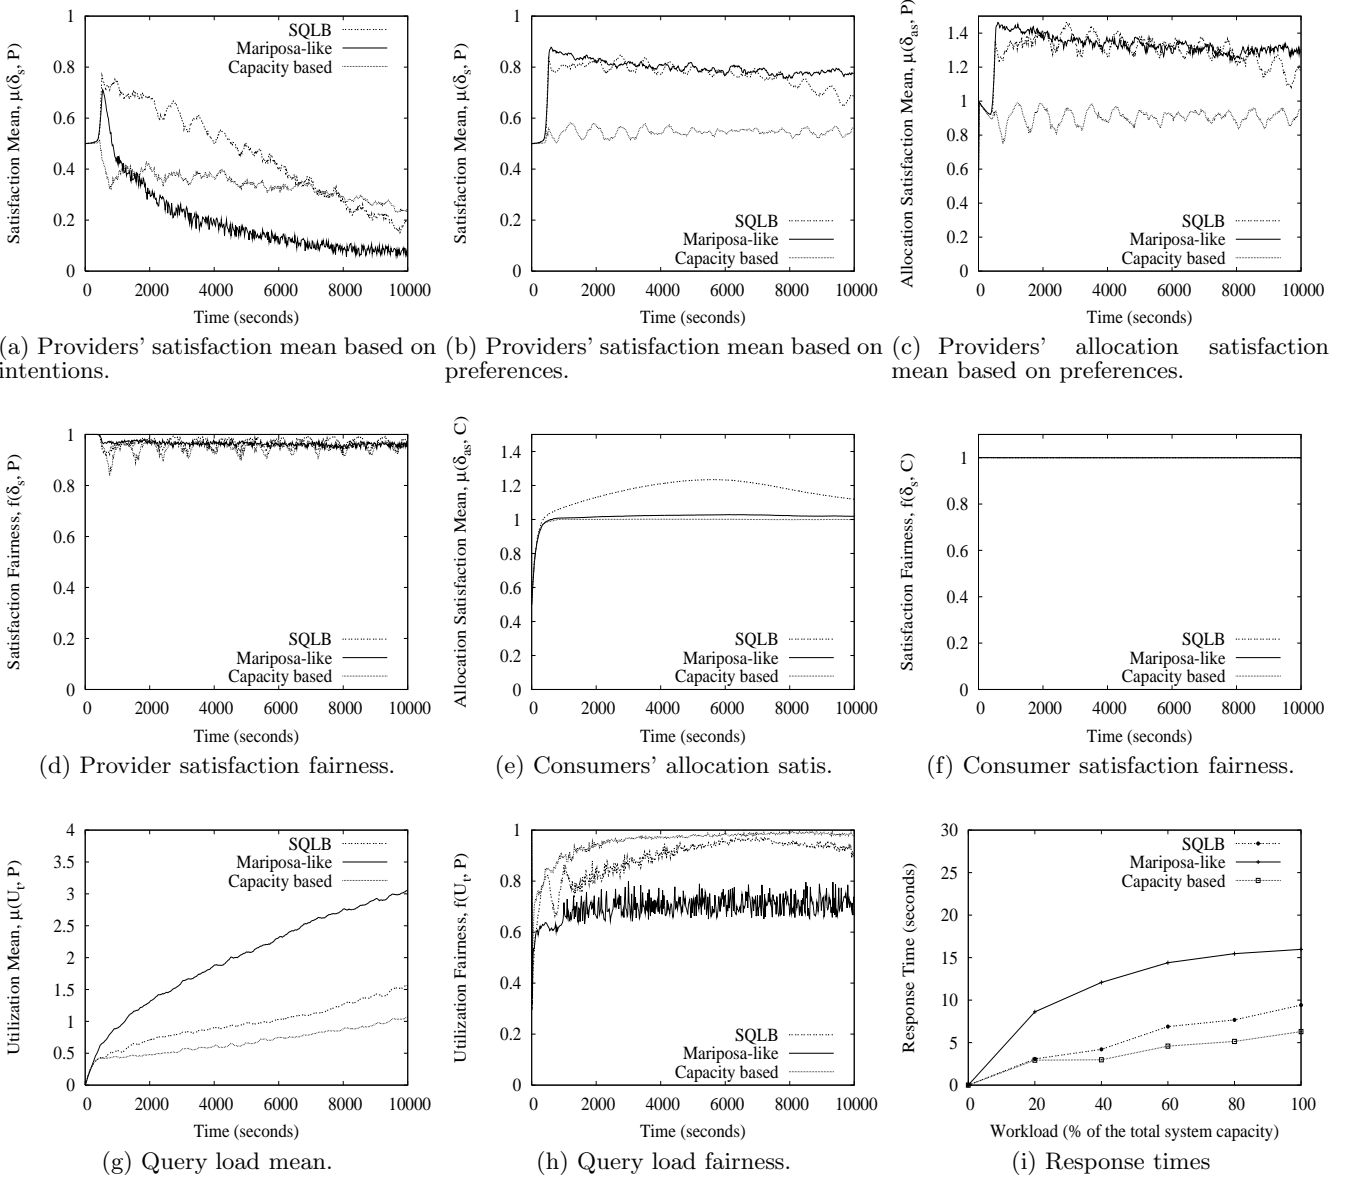 Satisfaction Mean, μ(δs, P)
1
0.8
0.6
0.4
0.2
0
SQLB
Mariposa-like
Capacity based
0 2000 4000 6000 8000 10000
Time (seconds)
(a) Providers' satisfaction mean based on
intentions.
Satisfaction Mean, μ(δs, P)
1
0.8
0.6
0.4
0.2
0
SQLB
Mariposa-like
Capacity based
0 2000 4000 6000 8000 10000
Time (seconds)
(b) Providers' satisfaction mean based on
preferences.
Allocation Satisfaction Mean, μ(δas, P)
1.4
1.2
1
0.8
0.6
0.4
0.2
0
SQLB
Mariposa-like
Capacity based
0 2000 4000 6000 8000 10000
Time (seconds)
(c) Providers' allocation satisfaction
mean based on preferences.
Satisfaction Fairness, f(δs, P)
1
0.8
0.6
0.4
0.2
0
SQLB
Mariposa-like
Capacity based
0 2000 4000 6000 8000 10000
Time (seconds)
(d) Provider satisfaction fairness.
Allocation Satisfaction Mean, μ(δas, C)
1.4
1.2
1
0.8
0.6
0.4
0.2
0
SQLB
Mariposa-like
Capacity based
0 2000 4000 6000 8000 10000
Time (seconds)
(e) Consumers' allocation satis.
Satisfaction Fairness, f(δs, C)
1
0.8
0.6
0.4
0.2
0
SQLB
Mariposa-like
Capacity based
0 2000 4000 6000 8000 10000
Time (seconds)
(f) Consumer satisfaction fairness.
Utilization Mean, μ(Ut, P)
4
3.5
3
2.5
2
1.5
1
0.5
0
SQLB
Mariposa-like
Capacity based
0 2000 4000 6000 8000 10000
Time (seconds)
(g) Query load mean.
Utilization Fairness, f(Ut, P)
1
0.8
0.6
0.4
0.2
0
SQLB
Mariposa-like
Capacity based
0 2000 4000 6000 8000 10000
Time (seconds)
(h) Query load fairness.
Response Time (seconds)
30
25
20
15
10
5
0
SQLB
Mariposa-like
Capacity based
0 20 40 60 80 100
Workload (% of the total system capacity)
(i) Response times